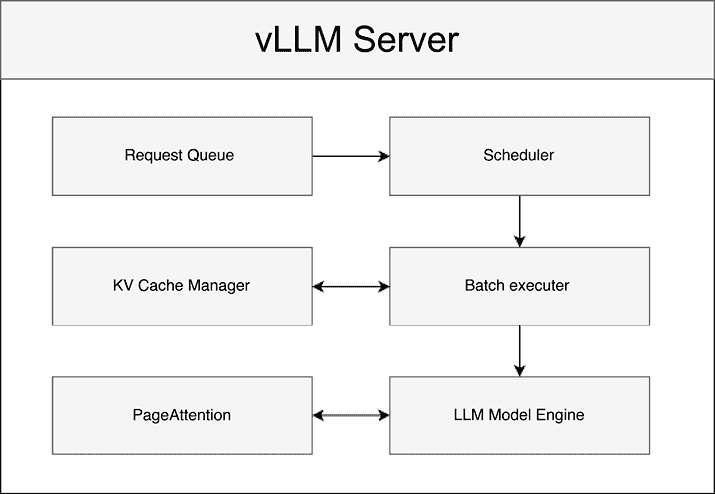 vLLM Server
Request Queue
Scheduler
KV Cache Manager
Batch executer
PageAttention
LLM Model Engine